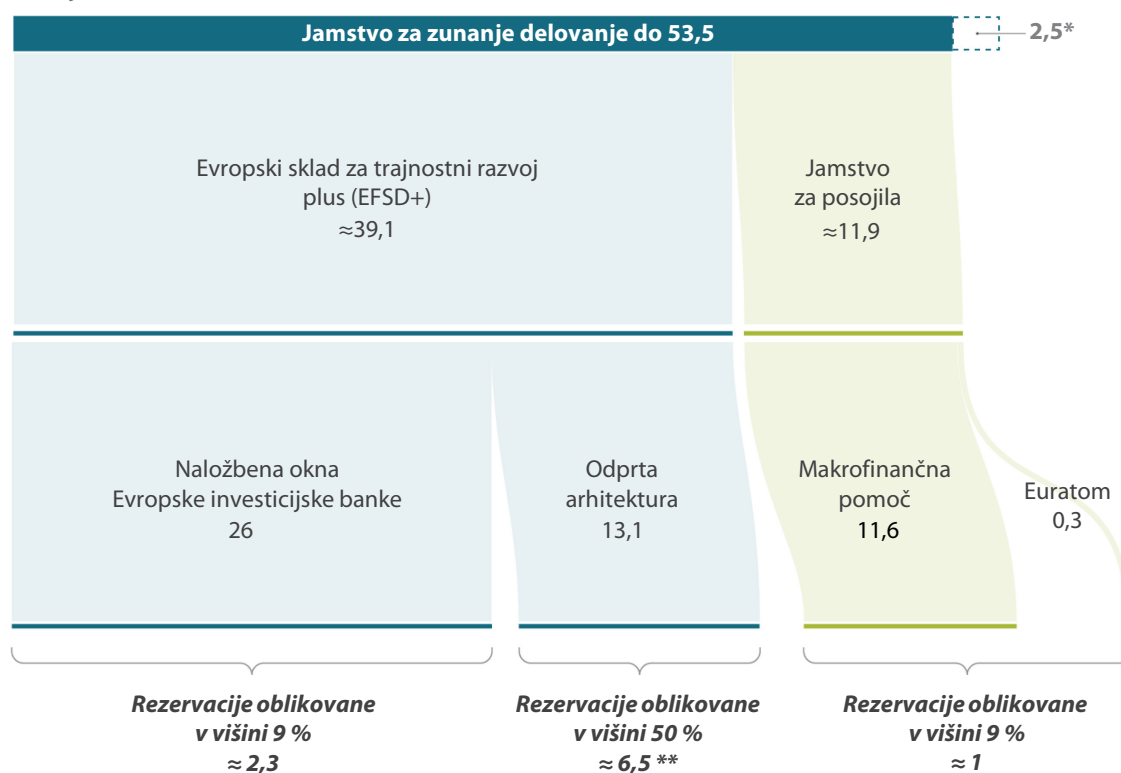 Jamstvo za zunanje delovanje do 53,5
2,5*
Evropski sklad za trajnostni razvoj
plus (EFSD+)
≈39,1
Jamstvo
za posojila
≈11,9
Naložbena okna
Evropske investicijske banke
26
Odprta
arhitektura
13,1
Makrofinančna
pomoč
11,6
Euratom
0,3
Rezervacije oblikovane
v višini 9 %
≈ 2,3
Rezervacije oblikovane
v višini 50 %
≈ 6,5 **
Rezervacije oblikovane
v višini 9 %
≈ 1